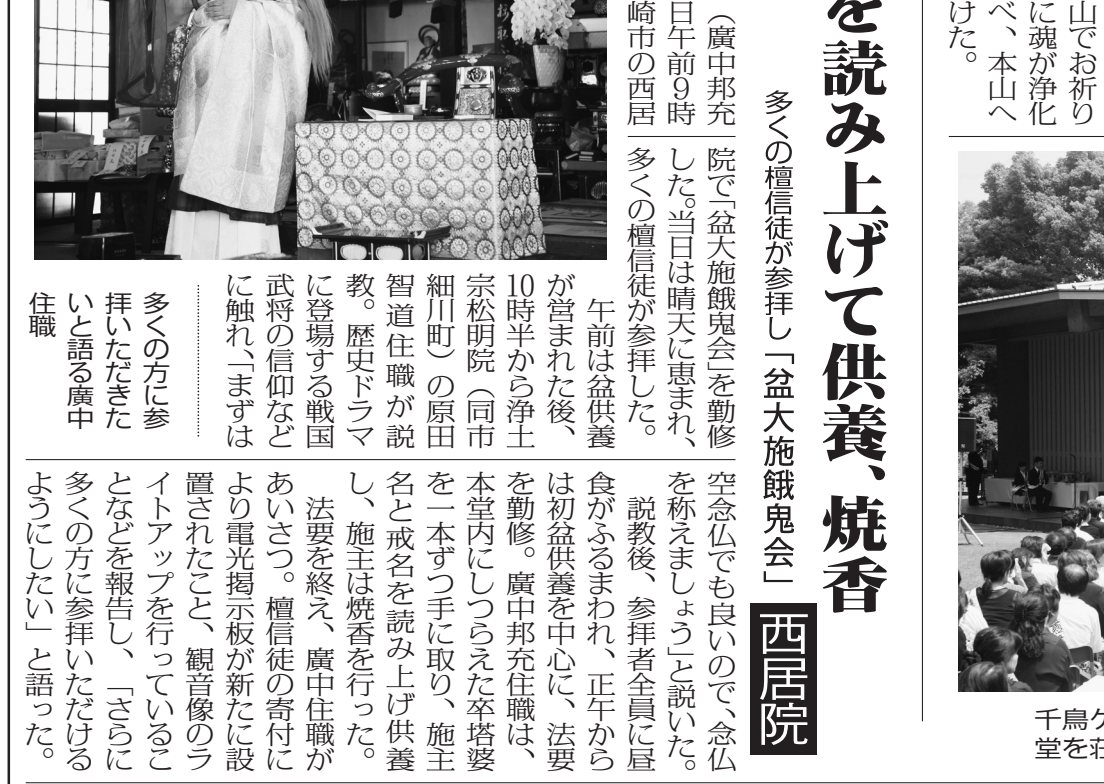 山でお祈り
に魂が浄化
べ、本山へ
けた。
千鳥ケ
堂を荘
を読み上げて供養、焼香
多くの檀信徒が参拝し「盆大施餓鬼会」
西居院
(廣中邦充
日午前9時
崎市の西居
院で「盆大施餓鬼会」を勤修
した。当日は晴天に恵まれ、
多くの檀信徒が参拝した。
午前は盆供養
が営まれた後、
10時半から浄土
宗松明院(同市
細川町)の原田
智道住職が説
教。歴史ドラマ
に登場する戦国
武将の信仰など
に触れ、「まずは
空念仏でも良いので、念仏
を称えましょう」と説いた。
説教後、参拝者全員に昼
食がふるまわれ、正午から
は初盆供養を中心に、法要
を勤修。廣中邦充住職は、
本堂内にしつらえた卒塔婆
を一本ずつ手に取り、施主
名と戒名を読み上げ供養
し、施主は焼香を行った。
法要を終え、廣中住職が
あいさつ。檀信徒の寄付に
より電光掲示板が新たに設
置されたこと、観音像のラ
イトアップを行っているこ
となどを報告し、「さらに
多くの方に参拝いただける
ようにしたい」と語った。
多くの方に参
拝いただきた
いと語る廣中
住職